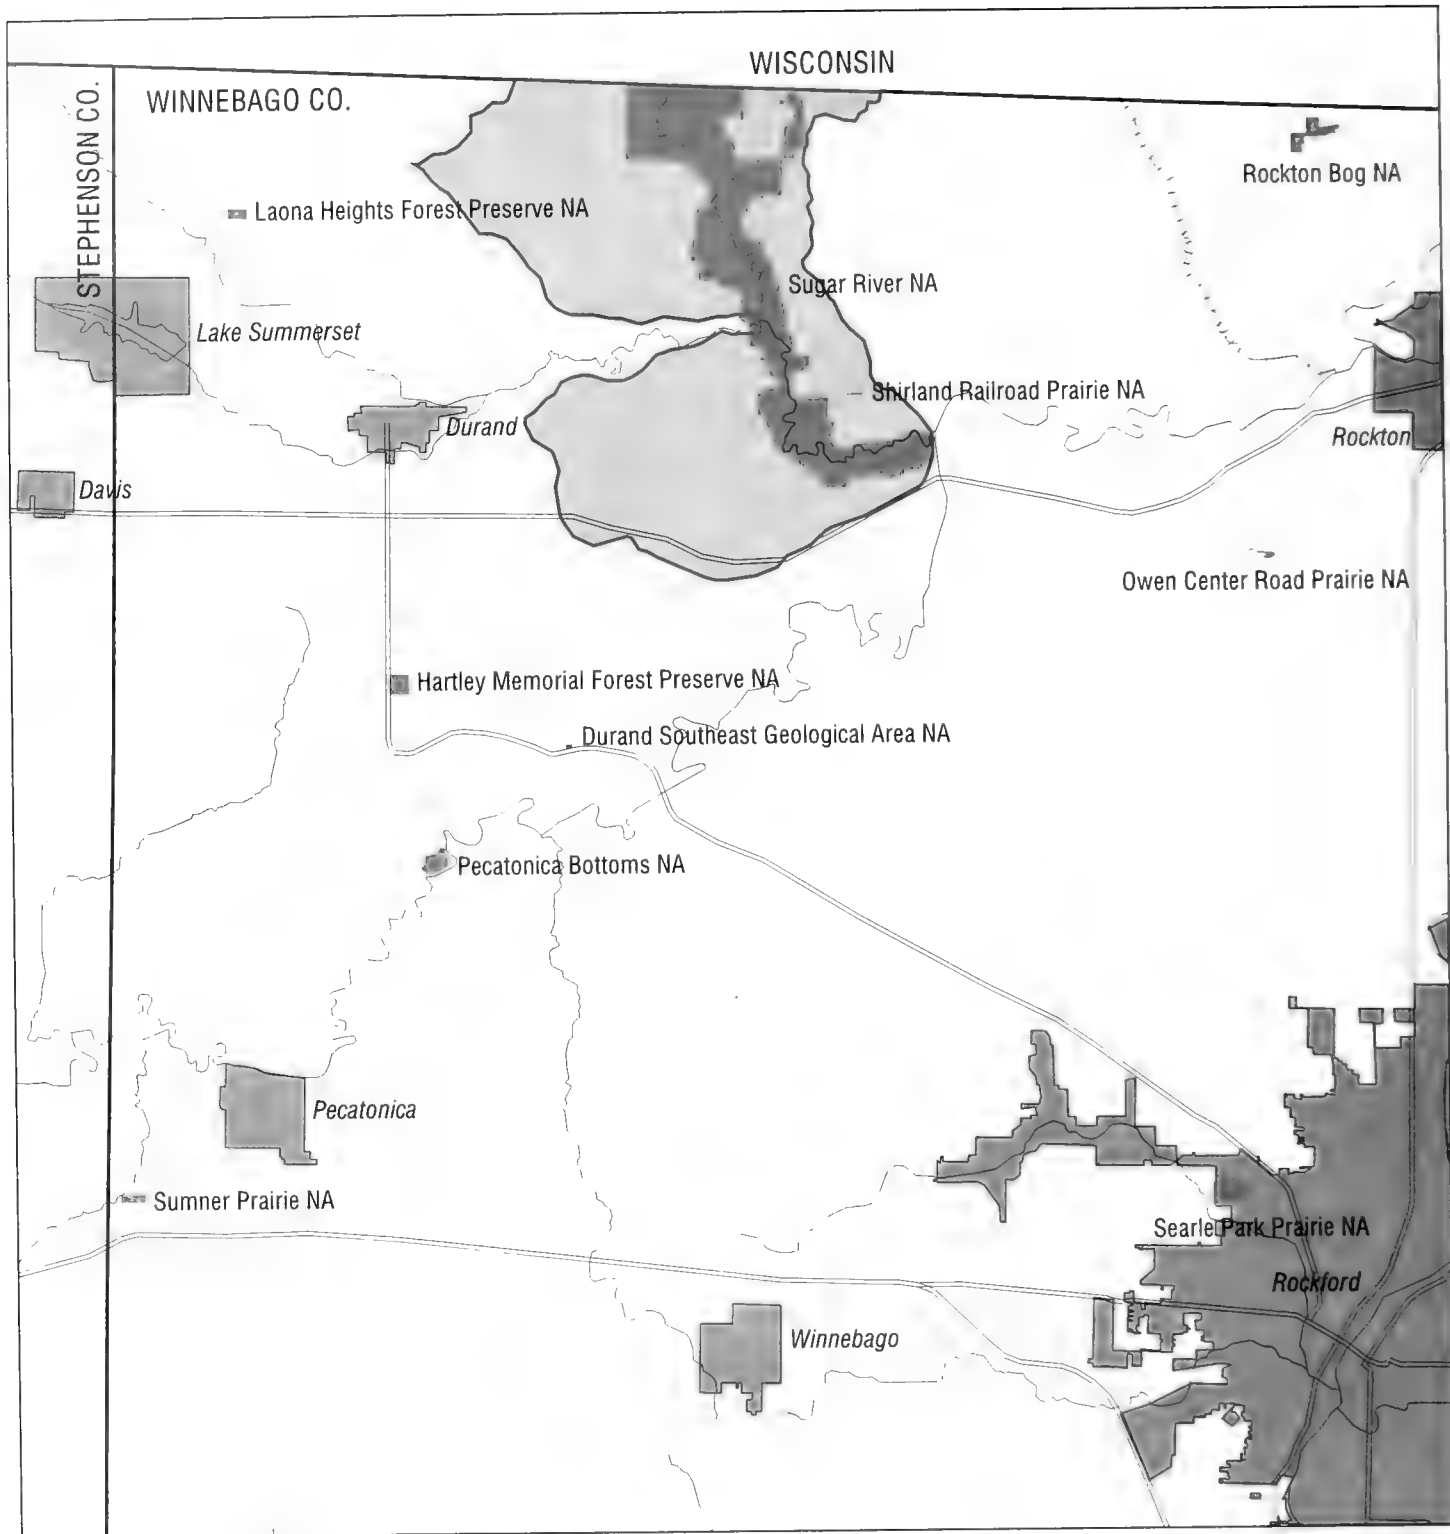 WISCONSIN
WINNEBAGO CO.
STEPHENSON CO.
Rockton Bog NA
Laona Heights Forest Preserve NA
Sugar River NA
Lake Summerset
Shirland Railroad Prairie NA
Durand
Rockton
Davis
Owen Center Road Prairie NA
Hartley Memorial Forest Preserve NA
Durand Southeast Geological Area NA
Pecatonica Bottoms NA
Pecatonica
Sumner Prairie NA
Searle Park Prairie NA
Rockford
Winnebago